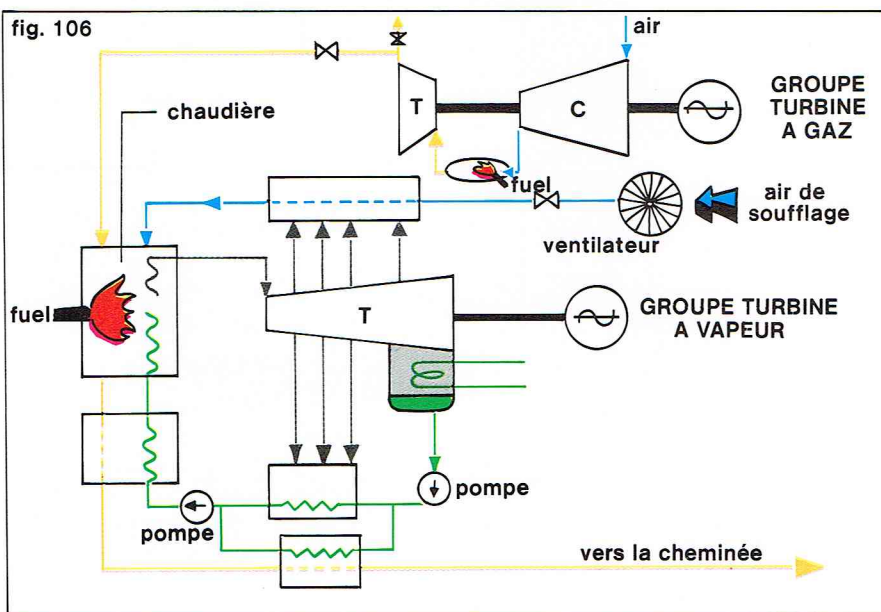 fig. 106
air
chaudière
T
C
GROUPE
TURBINE
A GAZ
fuel
air de
soufflage
ventilateur
fuel
T
GROUPE TURBINE
A VAPEUR
pompe
pompe
vers la cheminée